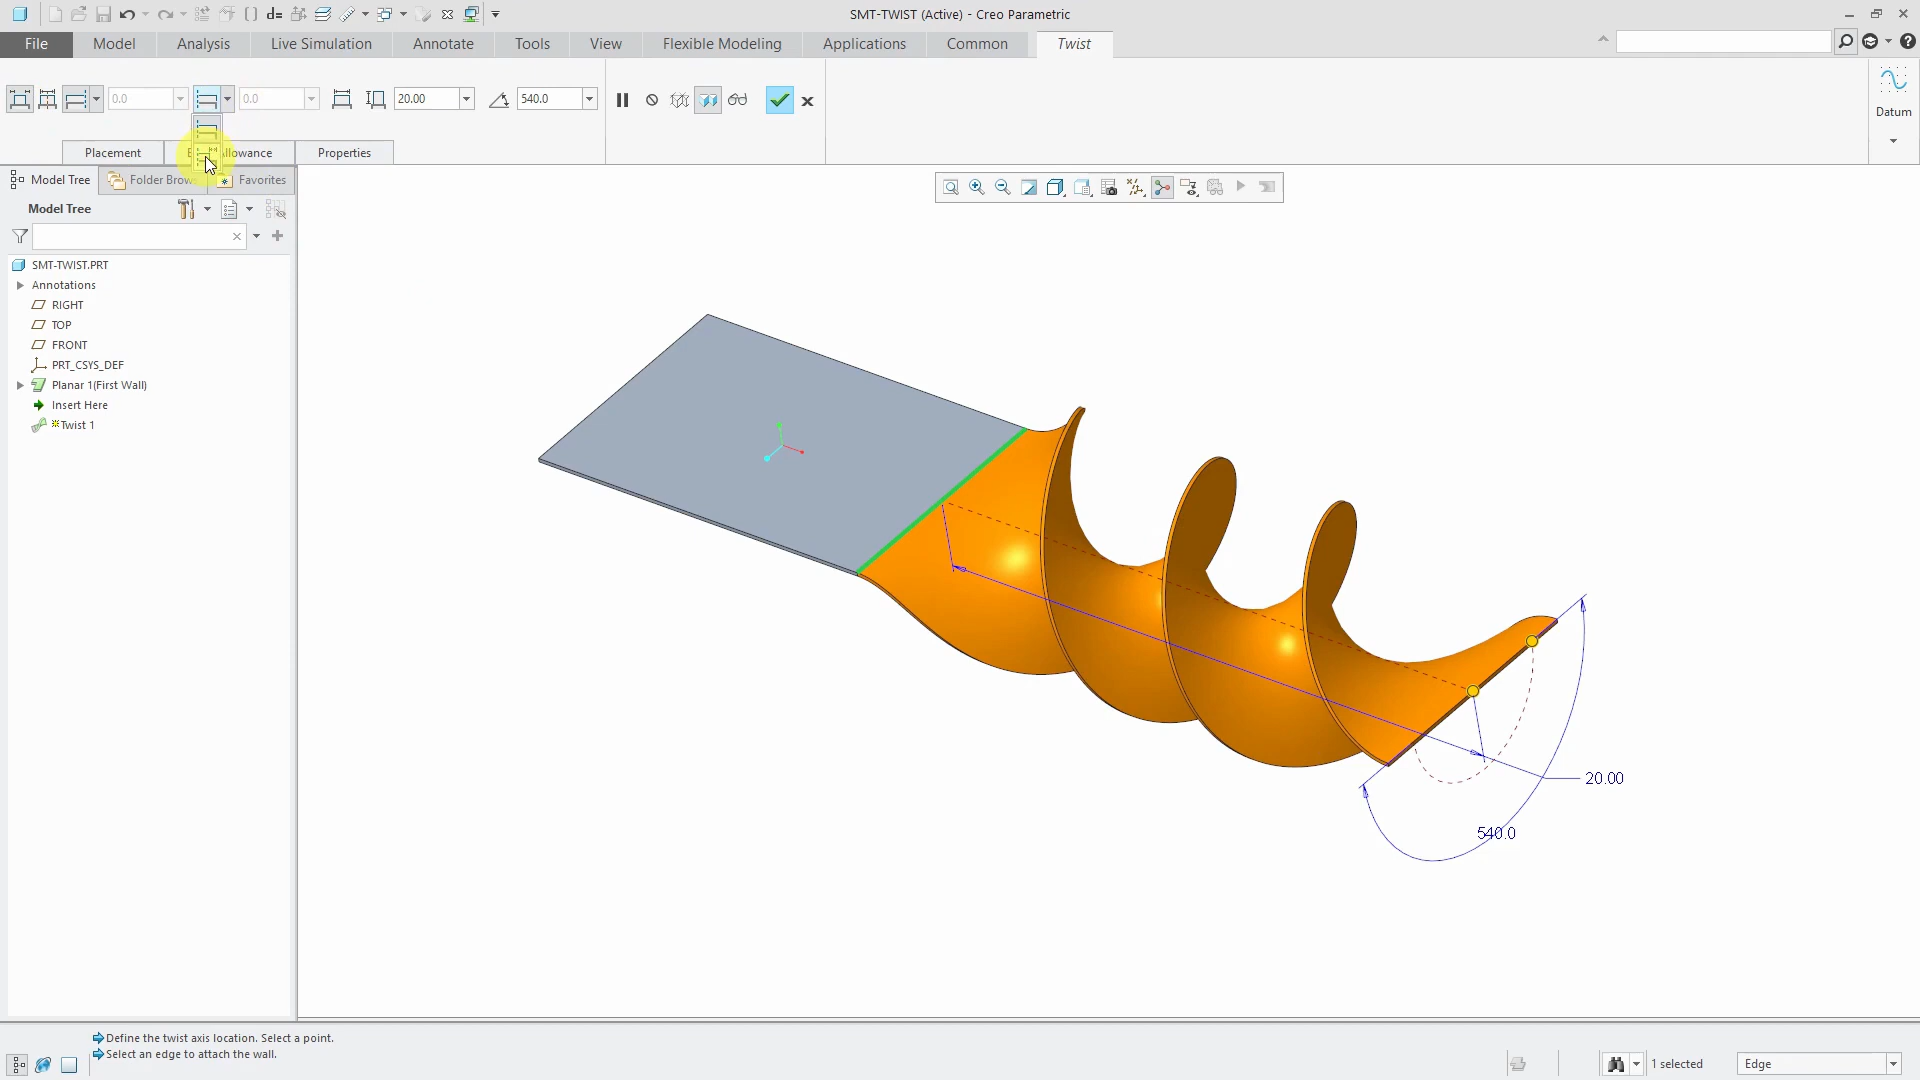 SMT-TWIST (Active) - Creo Parametric
File Model Analysis Live Simulation Annotate Tools View Flexible Modeling Applications Common Twist
0.0 0.0 20.00 540.0
Datum
Placement llowance Properties
Model Tree Folder Brow Favorites
Model Tree
SMT-TWIST.PRT
Annotations
RIGHT
TOP
FRONT
PRT_CSYS_DEF
Planar 1(First Wall)
Insert Here
Twist 1
20.00
540.0
Define the twist axis location. Select a point.
Select an edge to attach the wall.
1 selected
Edge